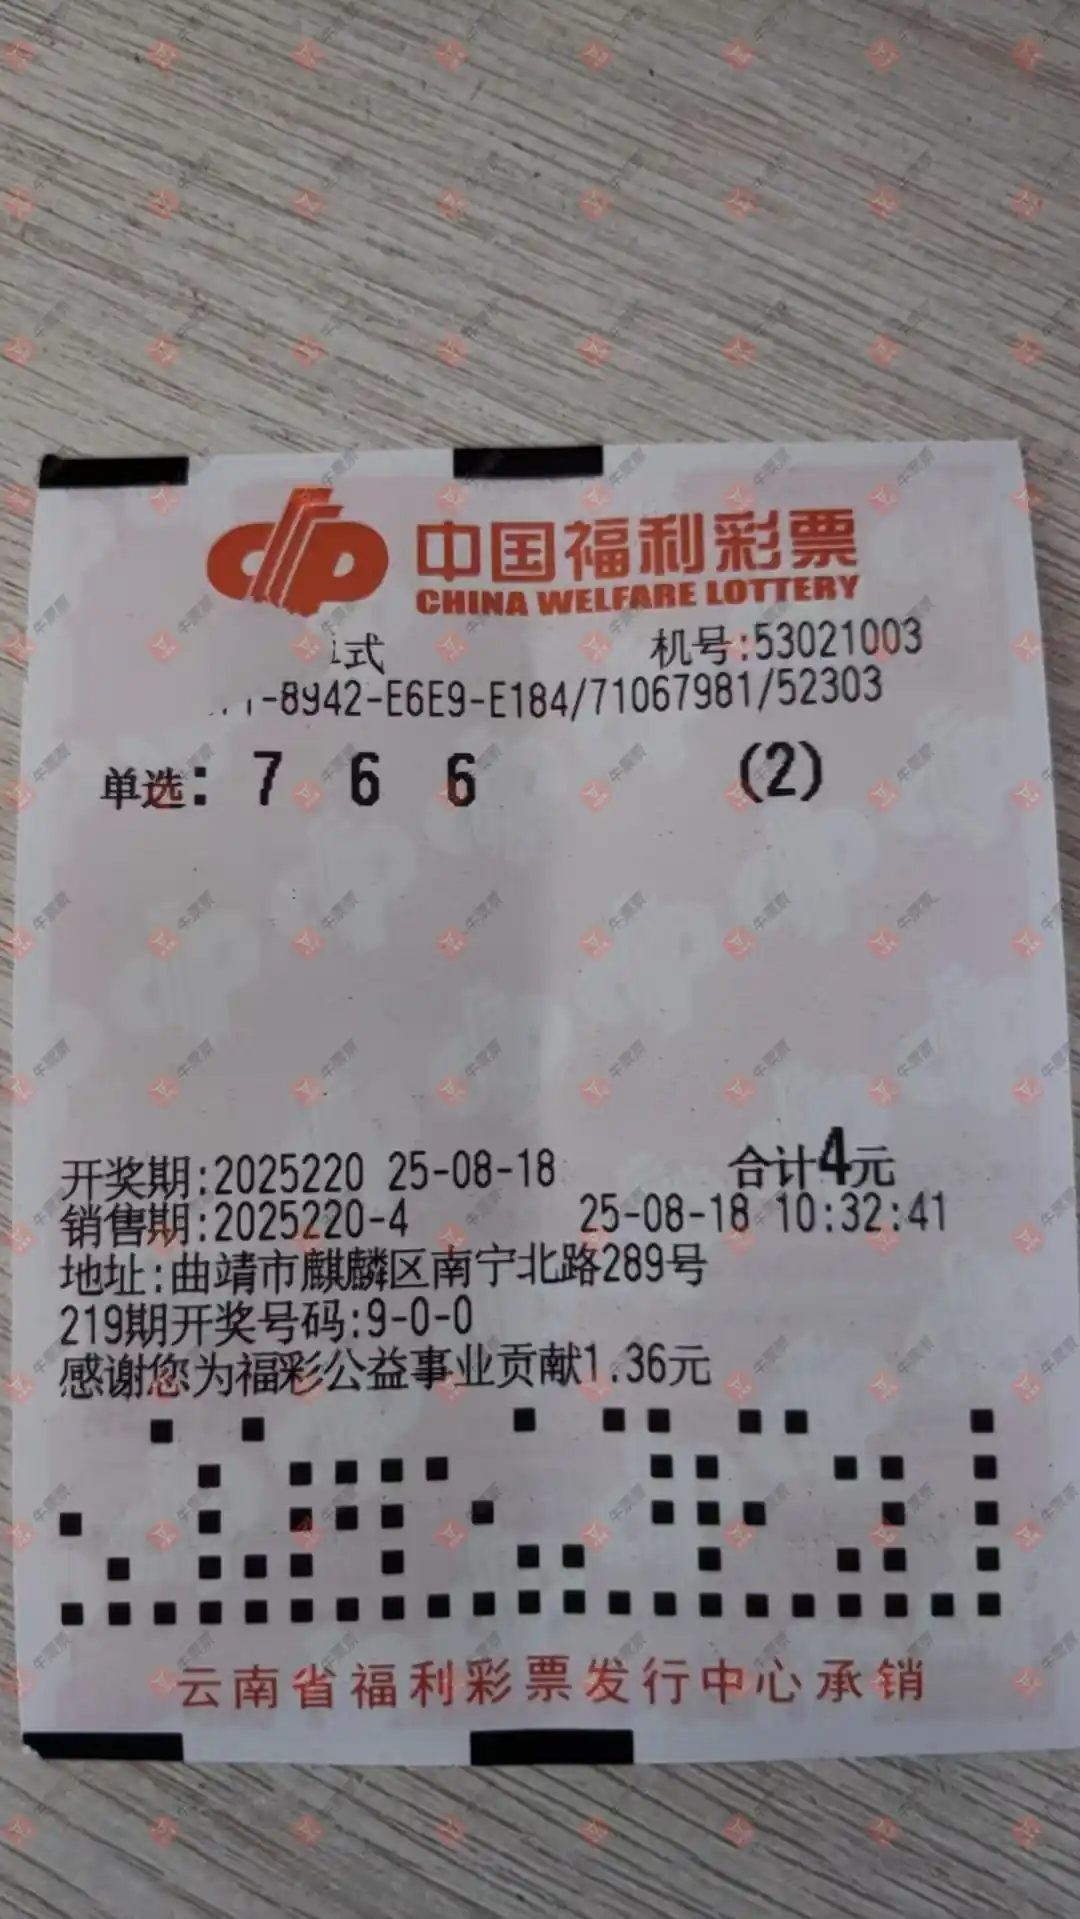 中国福利彩票
CHINA WELFARE LOTTERY
式 机号:53021003
-8942-E6E9-E184/71067981/52303
单选: 7 6 6 (2)
开奖期:2025220 25-08-18 合计4元
销售期:2025220-4 25-08-18 10:32:41
地址:曲靖市麒麟区南宁北路289号
219期开奖号码:9-0-0
感谢您为福彩公益事业贡献1.36元
云南省福利彩票发行中心承销